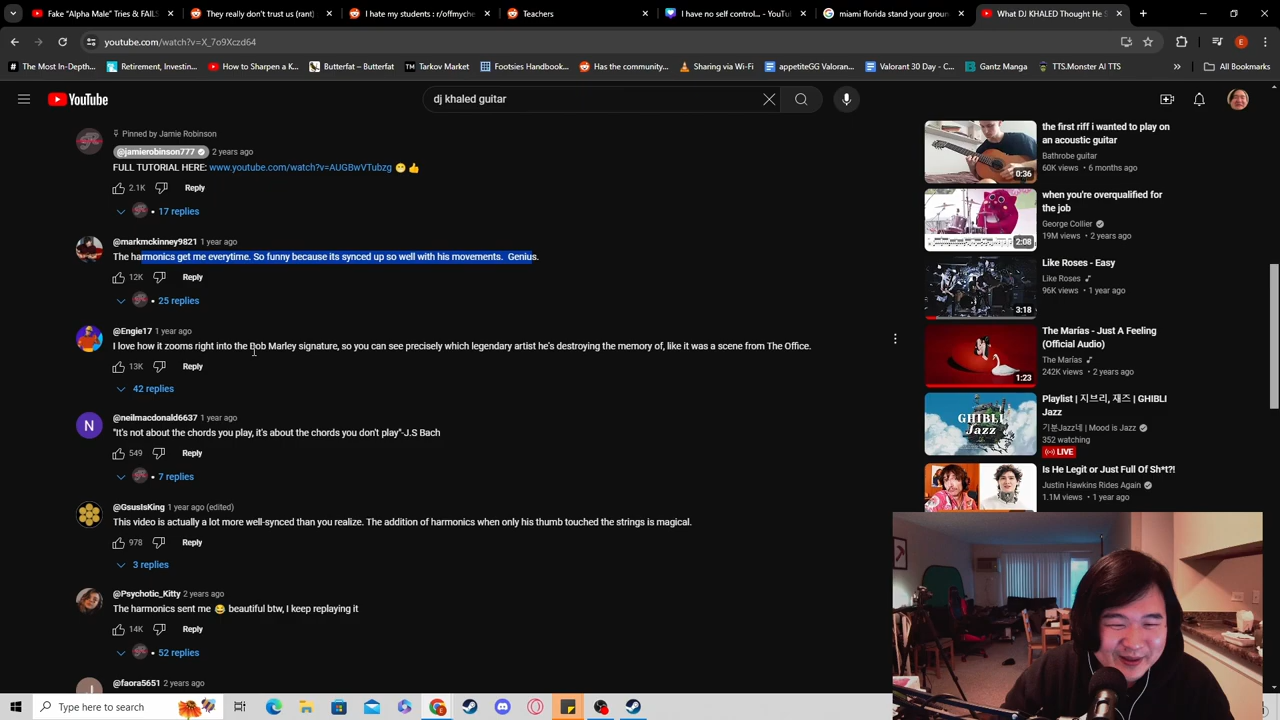 Fake "Alpha Male" Tries & FAILS
They really don't trust us (rant)
I hate my students : r/offmyche
Teachers
I have no self control... - YouTu
miami florida stand your groun
What DJ KHALED Thought He S
youtube.com/watch?v=X_7o9Xczd64
E
# The Most In-Depth...
Retirement, Investin...
How to Sharpen a K...
Butterfat — Butterfat
TM Tarkov Market
Footsies Handbook...
Has the community...
Sharing via Wi-Fi
appetiteGG Valoran...
Valorant 30 Day - C...
Gantz Manga
TTS.Monster AI TTS
All Bookmarks
YouTube
dj khaled guitar
Pinned by Jamie Robinson
@jamierobinson777 2 years ago
FULL TUTORIAL HERE: www.youtube.com/watch?v=AUGBwVTubzg 😁 👍
2.1K Reply
• 17 replies
@markmckinney9821 1 year ago
The harmonics get me everytime. So funny because its synced up so well with his movements. Genius.
12K Reply
• 25 replies
@Engie17 1 year ago
I love how it zooms right into the Bob Marley signature, so you can see precisely which legendary artist he's destroying the memory of, like it was a scene from The Office.
13K Reply
42 replies
N
@neilmacdonald6637 1 year ago
"It's not about the chords you play, it's about the chords you don't play"-J.S Bach
549 Reply
• 7 replies
@GsusIsKing 1 year ago (edited)
This video is actually a lot more well-synced than you realize. The addition of harmonics when only his thumb touched the strings is magical.
978 Reply
3 replies
@Psychotic_Kitty 2 years ago
The harmonics sent me 😂 beautiful btw, I keep replaying it
14K Reply
• 52 replies
@faora5651 2 years ago
the first riff i wanted to play on
an acoustic guitar
Bathrobe guitar
60K views • 6 months ago
0:36
when you're overqualified for
the job
George Collier
19M views • 2 years ago
2:08
Like Roses - Easy
Like Roses
96K views • 1 year ago
3:18
The Marías - Just A Feeling
(Official Audio)
The Marías
242K views • 2 years ago
1:23
GHIBLI
Jazz
Playlist | 지브리, 재즈 | GHIBLI
Jazz
기분Jazz네 | Mood is Jazz
352 watching
LIVE
Is He Legit or Just Full Of Sh*t?!
Justin Hawkins Rides Again
1.1M views • 1 year ago
Type here to search